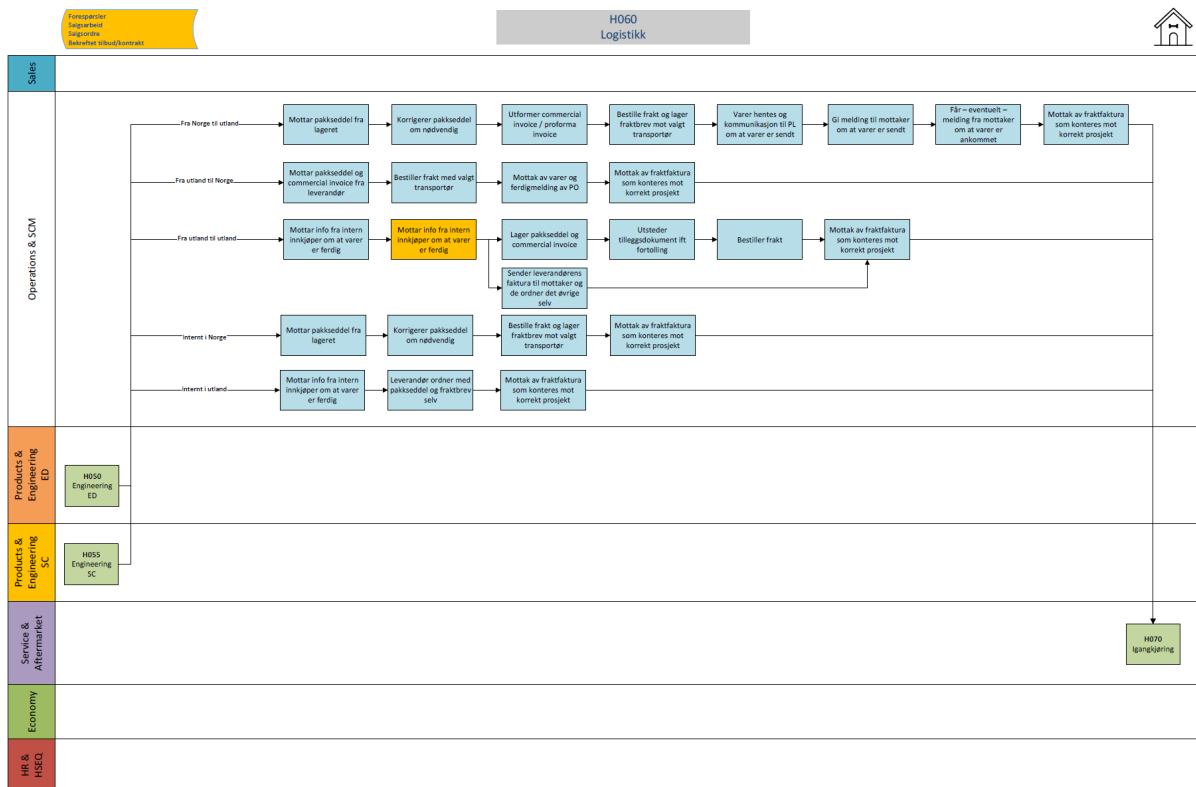 Forespørsler
Salgsarbeid
Salgsordre
Bekreftet tilbud/kontrakt
H060
Logistikk
Sales
Operations & SCM
Fra Norge til utland
Mottar pakkseddel fra
lageret
Korrigerer pakkseddel
om nødvendig
Utformer commercial
invoice / proforma
invoice
Bestille frakt og lager
fraktbrev mot valgt
transportør
Varer hentes og
kommunikasjon til PL
om at varer er sendt
Gi melding til mottaker
om at varer er sendt
Får – eventuelt –
melding fra mottaker
om at varer er
ankommet
Mottak av fraktfaktura
som konteres mot
korrekt prosjekt
Fra utland til Norge
Mottar pakkseddel og
commercial invoice fra
leverandør
Bestiller frakt med valgt
transportør
Mottak av varer og
ferdigmelding av PO
Mottak av fraktfaktura
som konteres mot
korrekt prosjekt
Fra utland til utland
Mottar info fra intern
innkjøper om at varer
er ferdig
Mottar info fra intern
innkjøper om at varer
er ferdig
Lager pakkseddel og
commercial invoice
Utsteder
tilleggsdokument ift
fortolling
Bestiller frakt
Mottak av fraktfaktura
som konteres mot
korrekt prosjekt
Sender leverandørens
faktura til mottaker og
de ordner det øvrige
selv
Internt i Norge
Mottar pakkseddel fra
lageret
Korrigerer pakkseddel
om nødvendig
Bestille frakt og lager
fraktbrev mot valgt
transportør
Mottak av fraktfaktura
som konteres mot
korrekt prosjekt
Internt i utland
Mottar info fra intern
innkjøper om at varer
er ferdig
Leverandør ordner med
pakkseddel og fraktbrev
selv
Mottak av fraktfaktura
som konteres mot
korrekt prosjekt
Products &
Engineering
ED
H050
Engineering
ED
Products &
Engineering
SC
H055
Engineering
SC
Service &
Aftermarket
H070
Igangkjøring
Economy
HR &
HSEQ